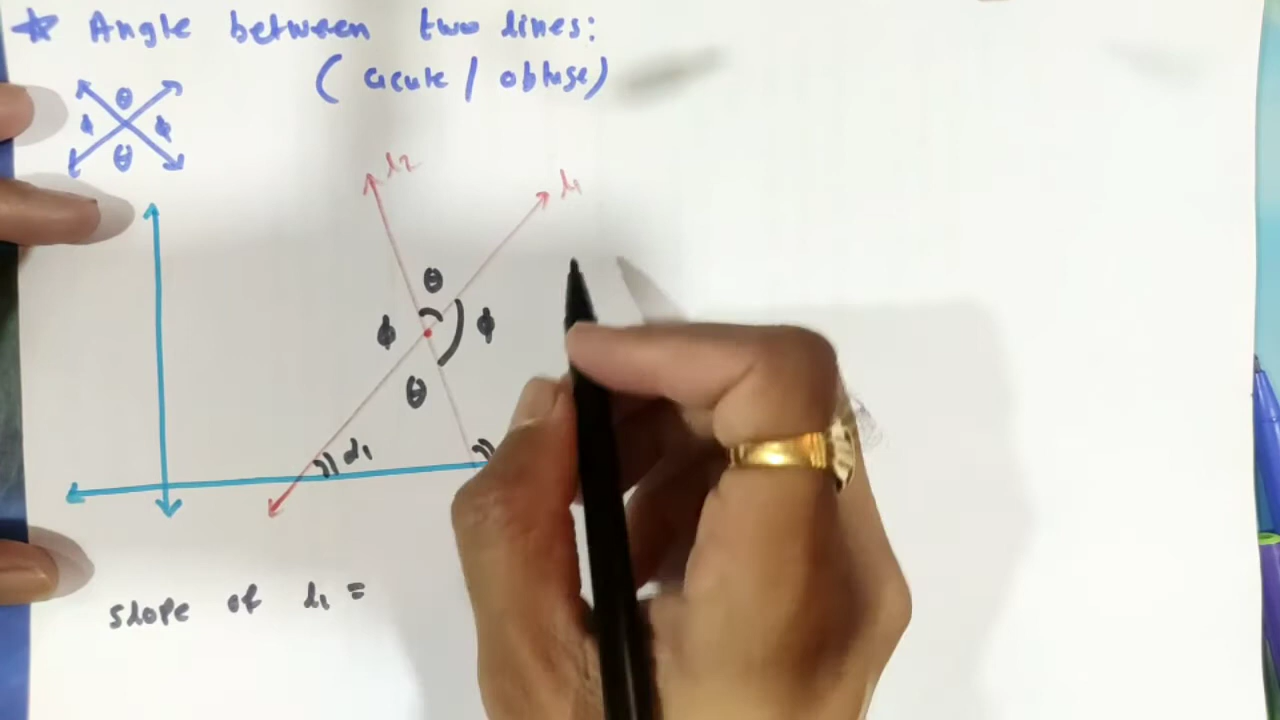 * Angle between two lines:
( acute / obtuse)
θ
ϕ ϕ
θ
l2 l1
θ
ϕ ϕ
θ
α1
slope of l1 =